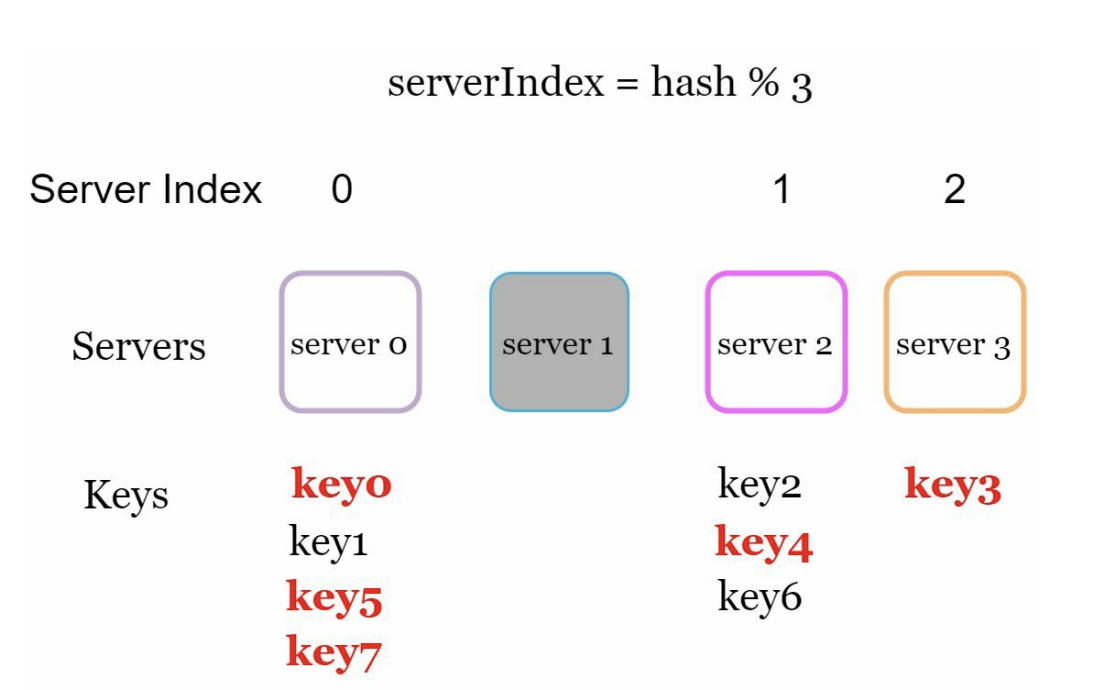 serverIndex = hash % 3
Server Index 0 1 2
Servers server 0 server 1 server 2 server 3
Keys key0 key2 key3
key1 key4
key5 key6
key7